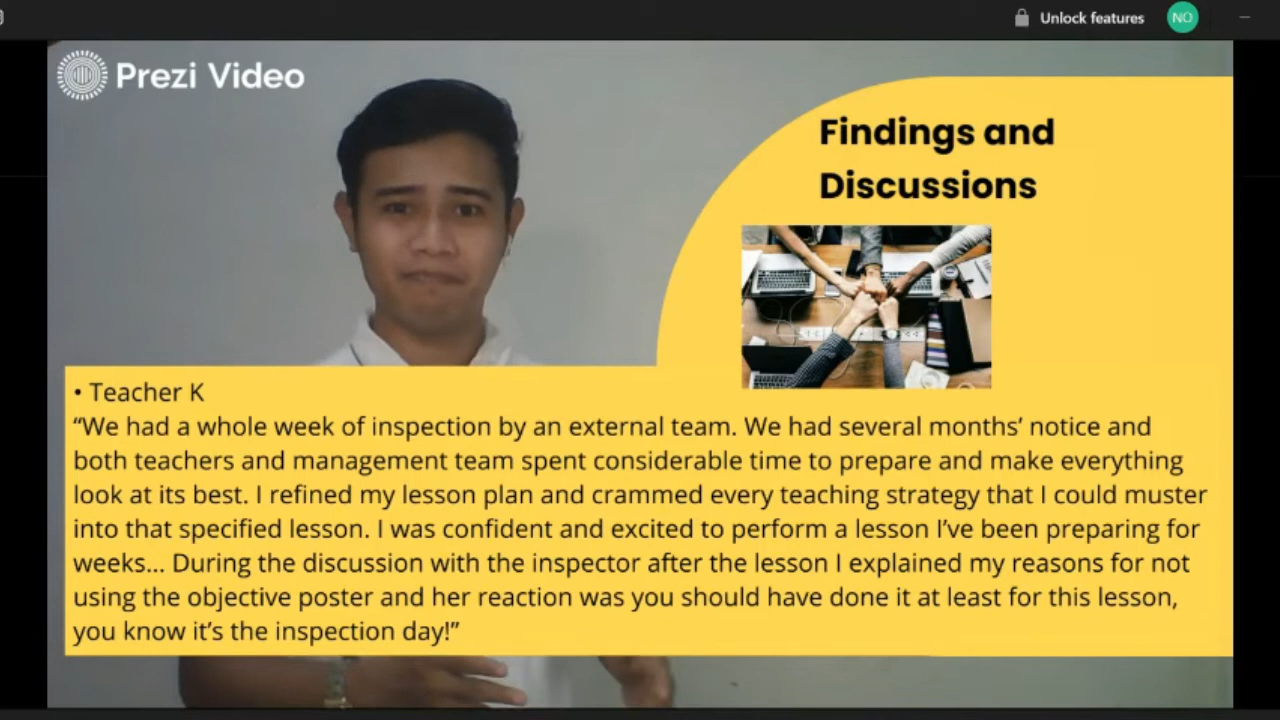 Unlock features
NO
Prezi Video
Findings and
Discussions
• Teacher K
“We had a whole week of inspection by an external team. We had several months’ notice and
both teachers and management team spent considerable time to prepare and make everything
look at its best. I refined my lesson plan and crammed every teaching strategy that I could muster
into that specified lesson. I was confident and excited to perform a lesson I’ve been preparing for
weeks... During the discussion with the inspector after the lesson I explained my reasons for not
using the objective poster and her reaction was you should have done it at least for this lesson,
you know it’s the inspection day!”